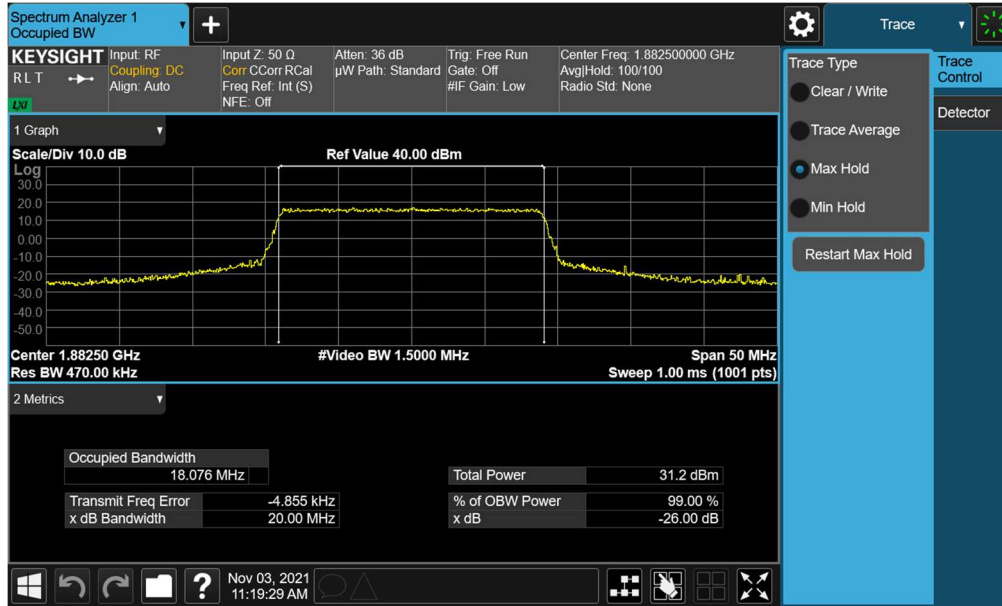 Spectrum Analyzer 1
Occupied BW
+
Trace
KEYSIGHT
R L T
LXI
Input: RF
Coupling: DC
Align: Auto
Input Z: 50 Ω
Corr CCorr RCal
Freq Ref: Int (S)
NFE: Off
Atten: 36 dB
µW Path: Standard
Trig: Free Run
Gate: Off
#IF Gain: Low
Center Freq: 1.882500000 GHz
Avg|Hold: 100/100
Radio Std: None
1 Graph
Scale/Div 10.0 dB
Ref Value 40.00 dBm
Log
30.0
20.0
10.0
0.00
-10.0
-20.0
-30.0
-40.0
-50.0
Center 1.88250 GHz
#Video BW 1.5000 MHz
Span 50 MHz
Res BW 470.00 kHz
Sweep 1.00 ms (1001 pts)
2 Metrics
Occupied Bandwidth
18.076 MHz
Total Power 31.2 dBm
Transmit Freq Error -4.855 kHz
% of OBW Power 99.00 %
x dB Bandwidth 20.00 MHz
x dB -26.00 dB
?
Nov 03, 2021
11:19:29 AM
Trace Type
Clear / Write
Trace Average
Max Hold
Min Hold
Restart Max Hold
Trace
Control
Detector